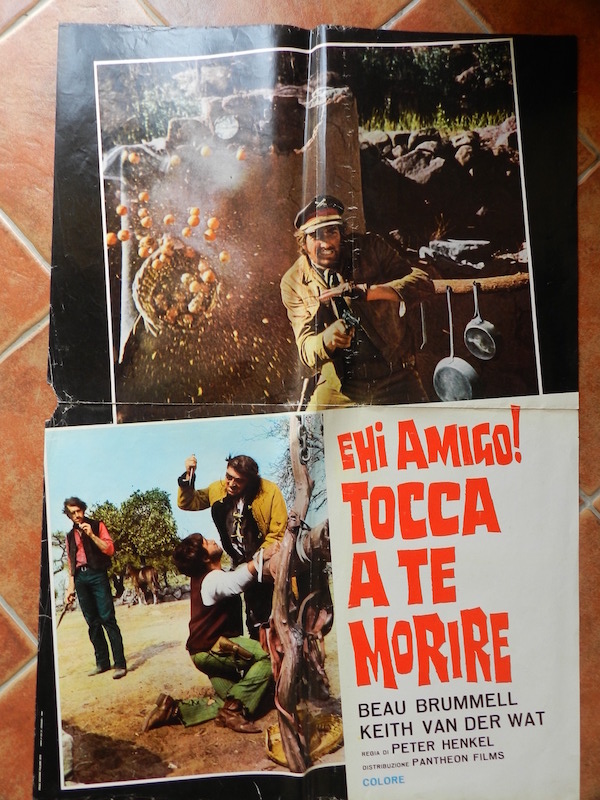 EHI AMIGO!
TOCCA
A TE
MORIRE
BEAU BRUMMELL
KEITH VAN DER WAT
REGIA DI PETER HENKEL
DISTRIBUZIONE PANTHEON FILMS
COLORE